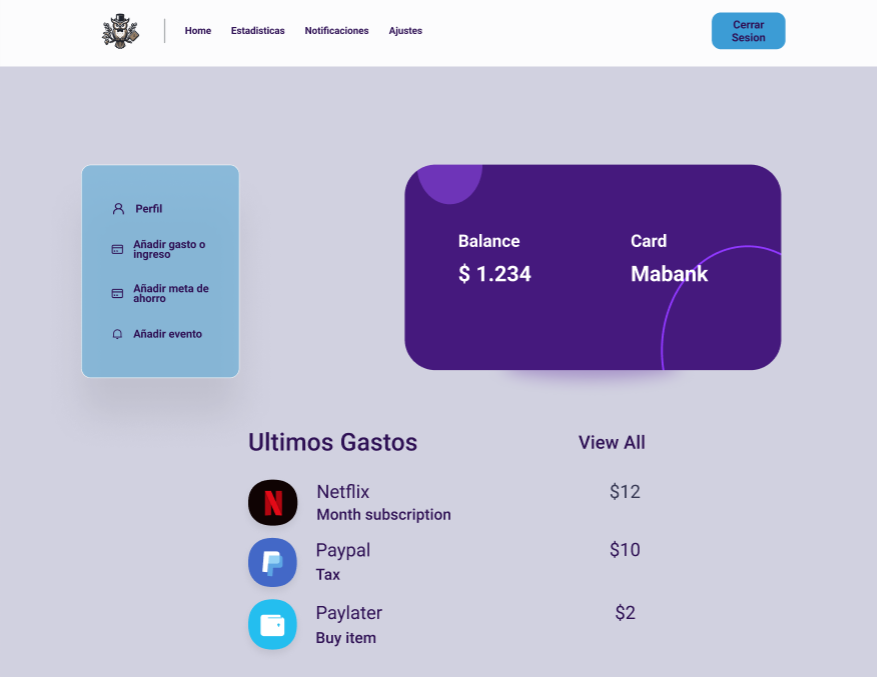 Home Estadisticas Notificaciones Ajustes
Cerrar
Sesion
Perfil
Añadir gasto o
ingreso
Añadir meta de
ahorro
Añadir evento
Balance Card
$ 1.234 Mabank
Ultimos Gastos View All
Netflix $12
Month subscription
Paypal $10
Tax
Paylater $2
Buy item